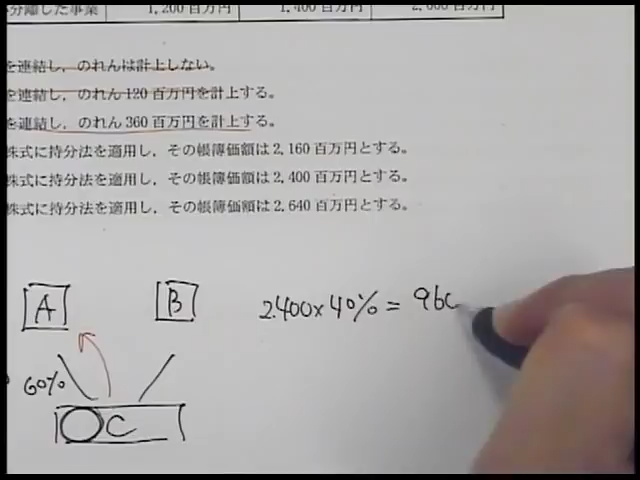 分離した事業 1,200百万円 1,400百万円 2,000百万円
を連結し，のれんは計上しない。
を連結し，のれん120百万円を計上する。
を連結し，のれん360百万円を計上する。
株式に持分法を適用し，その帳簿価額は2,160百万円とする。
株式に持分法を適用し，その帳簿価額は2,400百万円とする。
株式に持分法を適用し，その帳簿価額は2,640百万円とする。
A B 2.400×40%=960
60%
C